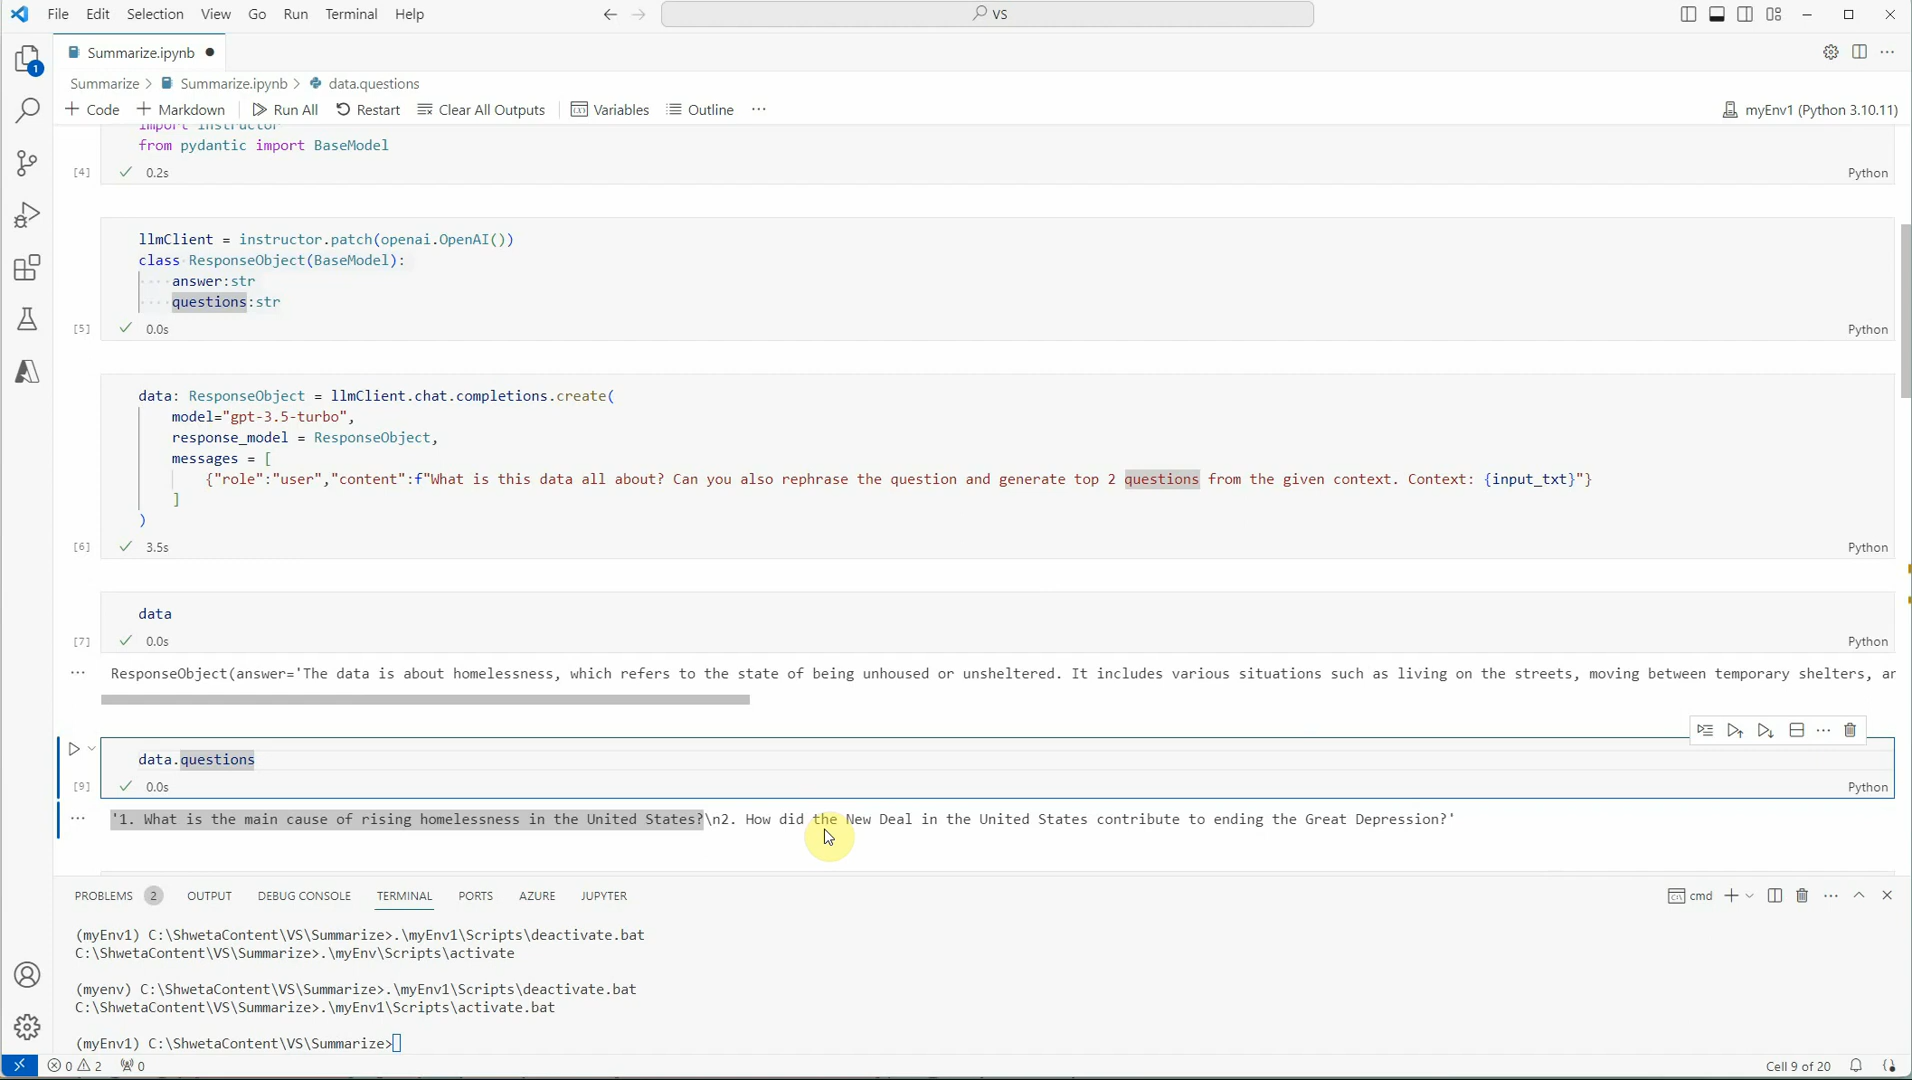 File Edit Selection View Go Run Terminal Help
VS
Summarize.ipynb
1
Summarize > Summarize.ipynb > data.questions
+ Code + Markdown Run All Restart Clear All Outputs Variables Outline ...
myEnv1 (Python 3.10.11)
import instructor
from pydantic import BaseModel
[4] 0.2s Python
llmClient = instructor.patch(openai.OpenAI())
class ResponseObject(BaseModel):
answer:str
questions:str
[5] 0.0s Python
data: ResponseObject = llmClient.chat.completions.create(
model="gpt-3.5-turbo",
response_model = ResponseObject,
messages = [
{"role":"user","content":f"What is this data all about? Can you also rephrase the question and generate top 2 questions from the given context. Context: {input_txt}"}
]
)
[6] 3.5s Python
data
[7] 0.0s Python
... ResponseObject(answer='The data is about homelessness, which refers to the state of being unhoused or unsheltered. It includes various situations such as living on the streets, moving between temporary shelters, ar
data.questions
[9] 0.0s Python
... '1. What is the main cause of rising homelessness in the United States?\n2. How did the New Deal in the United States contribute to ending the Great Depression?'
PROBLEMS 2 OUTPUT DEBUG CONSOLE TERMINAL PORTS AZURE JUPYTER
cmd
(myEnv1) C:\ShwetaContent\VS\Summarize>.\myEnv1\Scripts\deactivate.bat
C:\ShwetaContent\VS\Summarize>.\myEnv\Scripts\activate
(myenv) C:\ShwetaContent\VS\Summarize>.\myEnv1\Scripts\deactivate.bat
C:\ShwetaContent\VS\Summarize>.\myEnv1\Scripts\activate.bat
(myEnv1) C:\ShwetaContent\VS\Summarize>
0 2 0
Cell 9 of 20